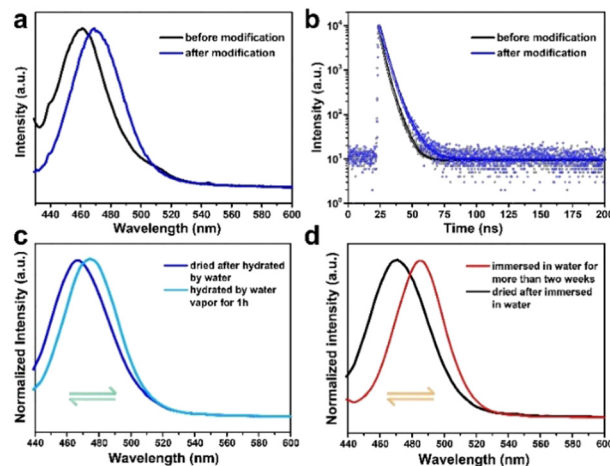 a
before modification
after modification
Intensity (a.u.)
440 460 480 500 520 540 560 580 600
Wavelength (nm)
b
before modification
after modification
Intensity (a.u.)
10⁴
10³
10²
10¹
10⁰
0 25 50 75 100 125 150 175 200
Time (ns)
c
dried after hydrated
by water
hydrated by water
vapor for 1h
Normalized Intensity (a.u.)
440 460 480 500 520 540 560 580 600
Wavelength (nm)
d
immersed in water for
more than two weeks
dried after immersed
in water
Normalized Intensity (a.u.)
440 460 480 500 520 540 560 580 600
Wavelength (nm)